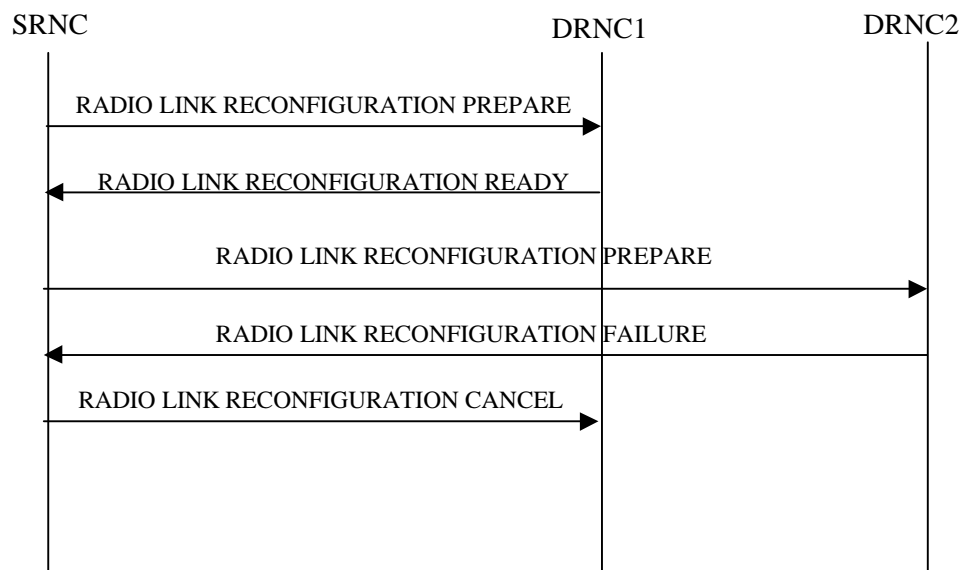 SRNC
DRNC1
DRNC2
RADIO LINK RECONFIGURATION PREPARE
RADIO LINK RECONFIGURATION READY
RADIO LINK RECONFIGURATION PREPARE
RADIO LINK RECONFIGURATION FAILURE
RADIO LINK RECONFIGURATION CANCEL